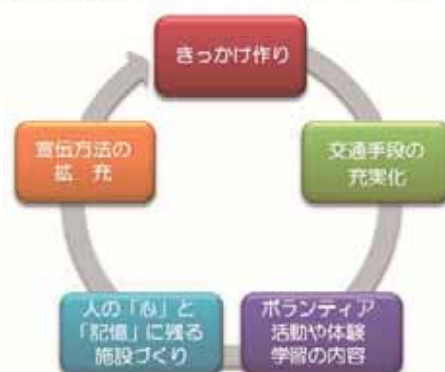 きっかけ作り
交通手段の
充実化
ボランティア
活動や体験
学習の内容
人の「心」と
「記憶」に残る
施設づくり
宣伝方法の
拡　充